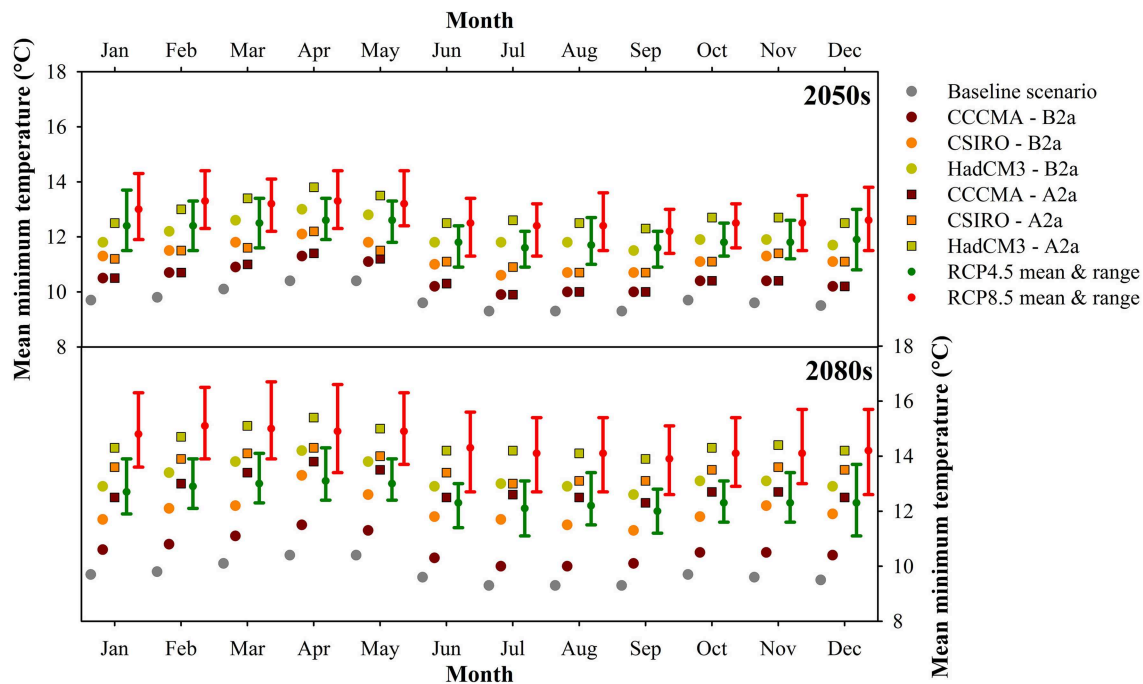 Month
Jan Feb Mar Apr May Jun Jul Aug Sep Oct Nov Dec
Mean minimum temperature (°C)
18
16
14
12
10
8
2050s
Baseline scenario
CCCMA - B2a
CSIRO - B2a
HadCM3 - B2a
CCCMA - A2a
CSIRO - A2a
HadCM3 - A2a
RCP4.5 mean & range
RCP8.5 mean & range
2080s
18
16
14
12
10
8
Mean minimum temperature (°C)
Jan Feb Mar Apr May Jun Jul Aug Sep Oct Nov Dec
Month